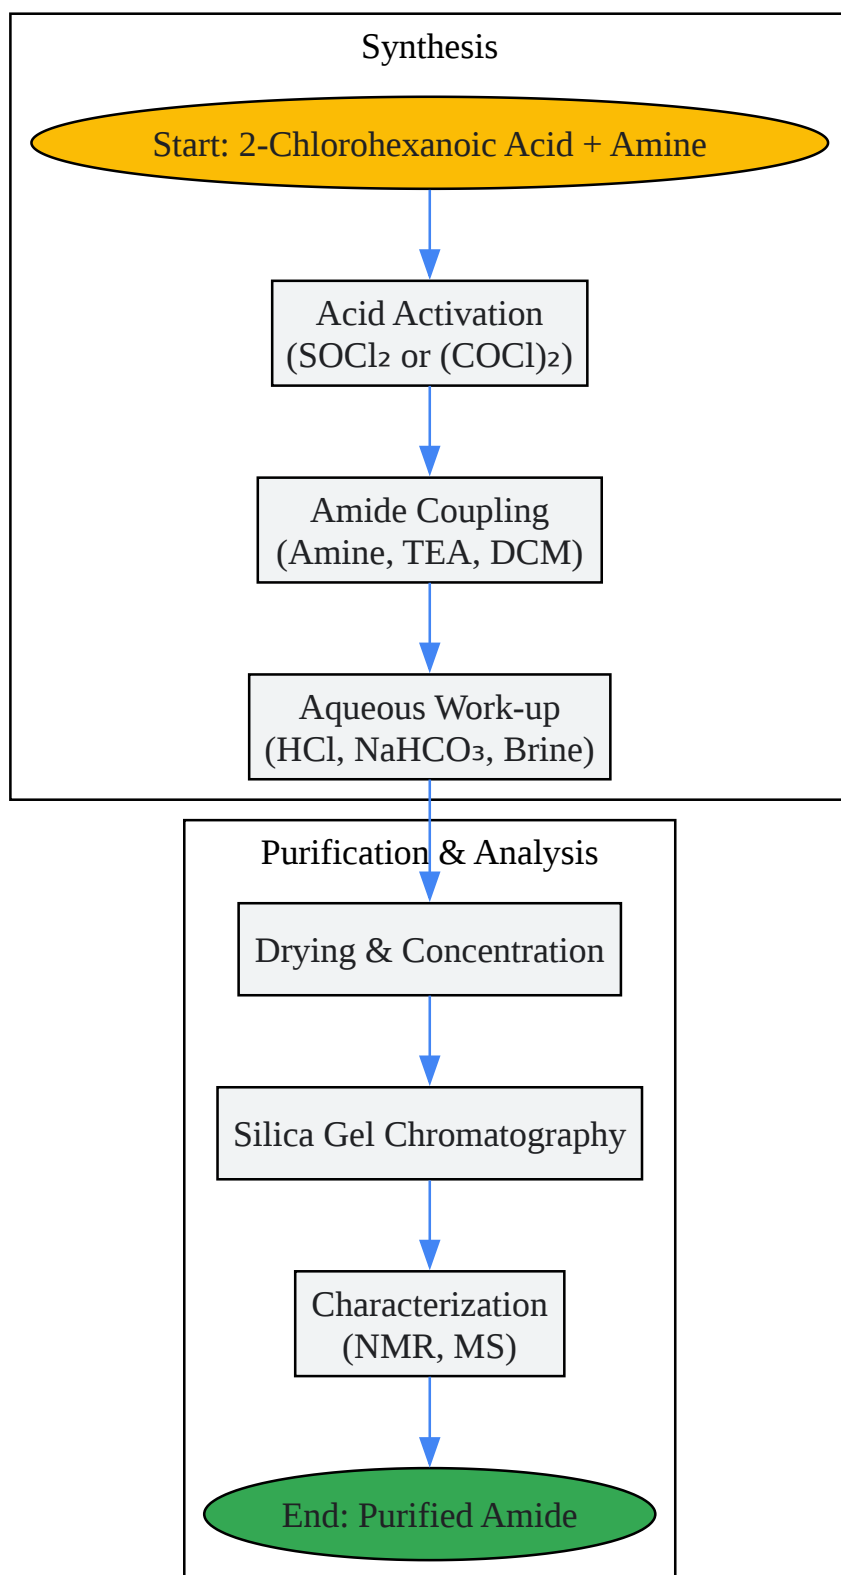 Synthesis
Start: 2-Chlorohexanoic Acid + Amine
Acid Activation
(SOCl₂ or (COCl)₂)
Amide Coupling
(Amine, TEA, DCM)
Aqueous Work-up
(HCl, NaHCO₃, Brine)
Purification & Analysis
Drying & Concentration
Silica Gel Chromatography
Characterization
(NMR, MS)
End: Purified Amide